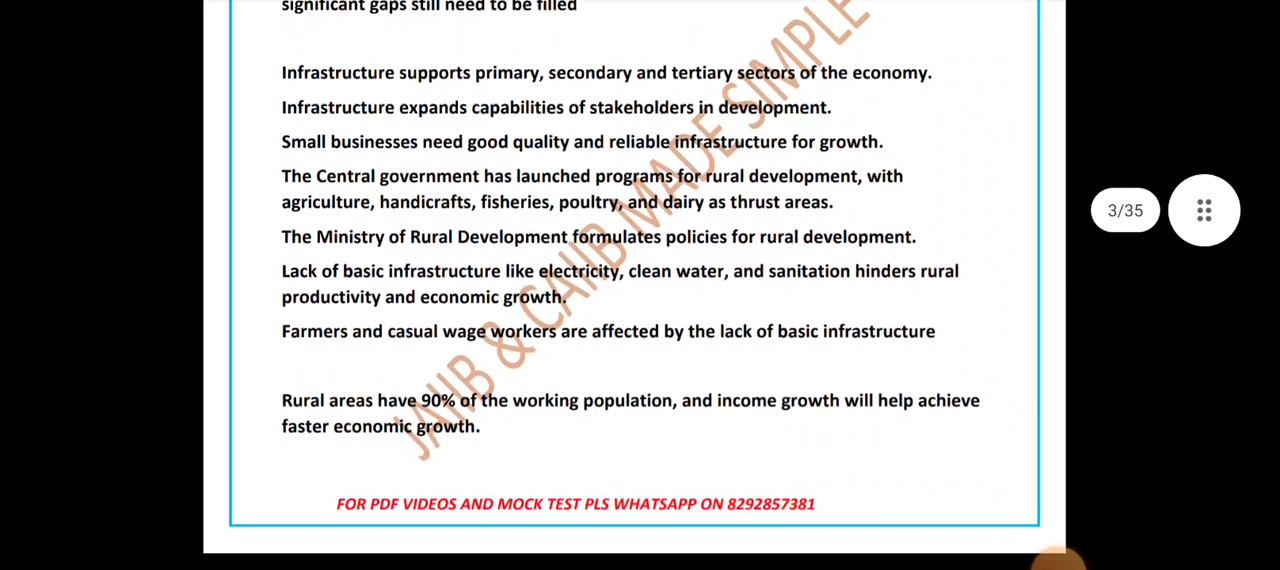 significant gaps still need to be filled
Infrastructure supports primary, secondary and tertiary sectors of the economy.
Infrastructure expands capabilities of stakeholders in development.
Small businesses need good quality and reliable infrastructure for growth.
The Central government has launched programs for rural development, with
agriculture, handicrafts, fisheries, poultry, and dairy as thrust areas.
The Ministry of Rural Development formulates policies for rural development.
Lack of basic infrastructure like electricity, clean water, and sanitation hinders rural
productivity and economic growth.
Farmers and casual wage workers are affected by the lack of basic infrastructure
Rural areas have 90% of the working population, and income growth will help achieve
faster economic growth.
FOR PDF VIDEOS AND MOCK TEST PLS WHATSAPP ON 8292857381
JAIIB & CAIIB MADE SIMPLE
3/35